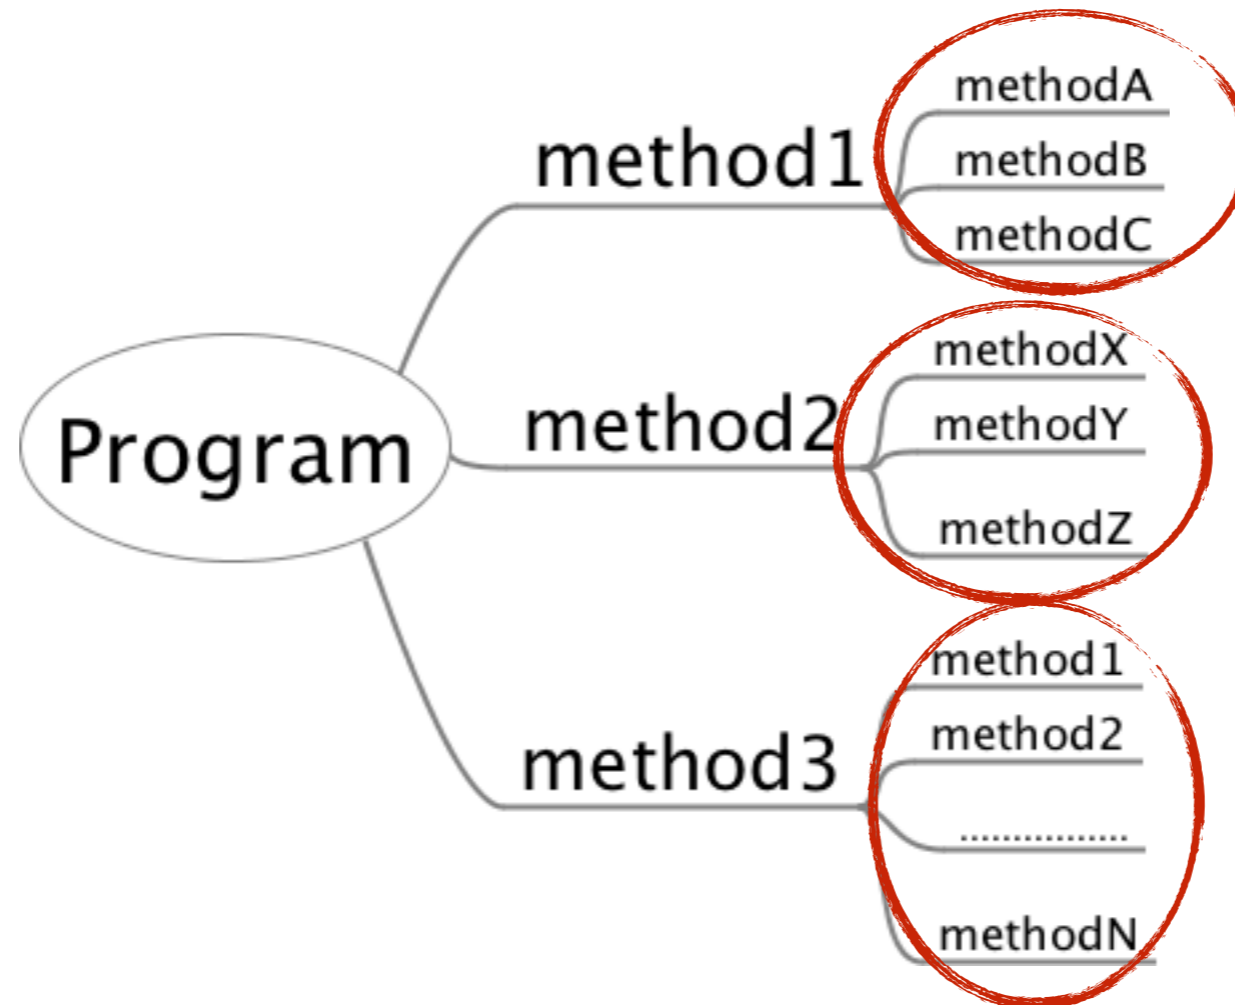 Program
method1
methodA
methodB
methodC
method2
methodX
methodY
methodZ
method3
method1
method2
................
methodN